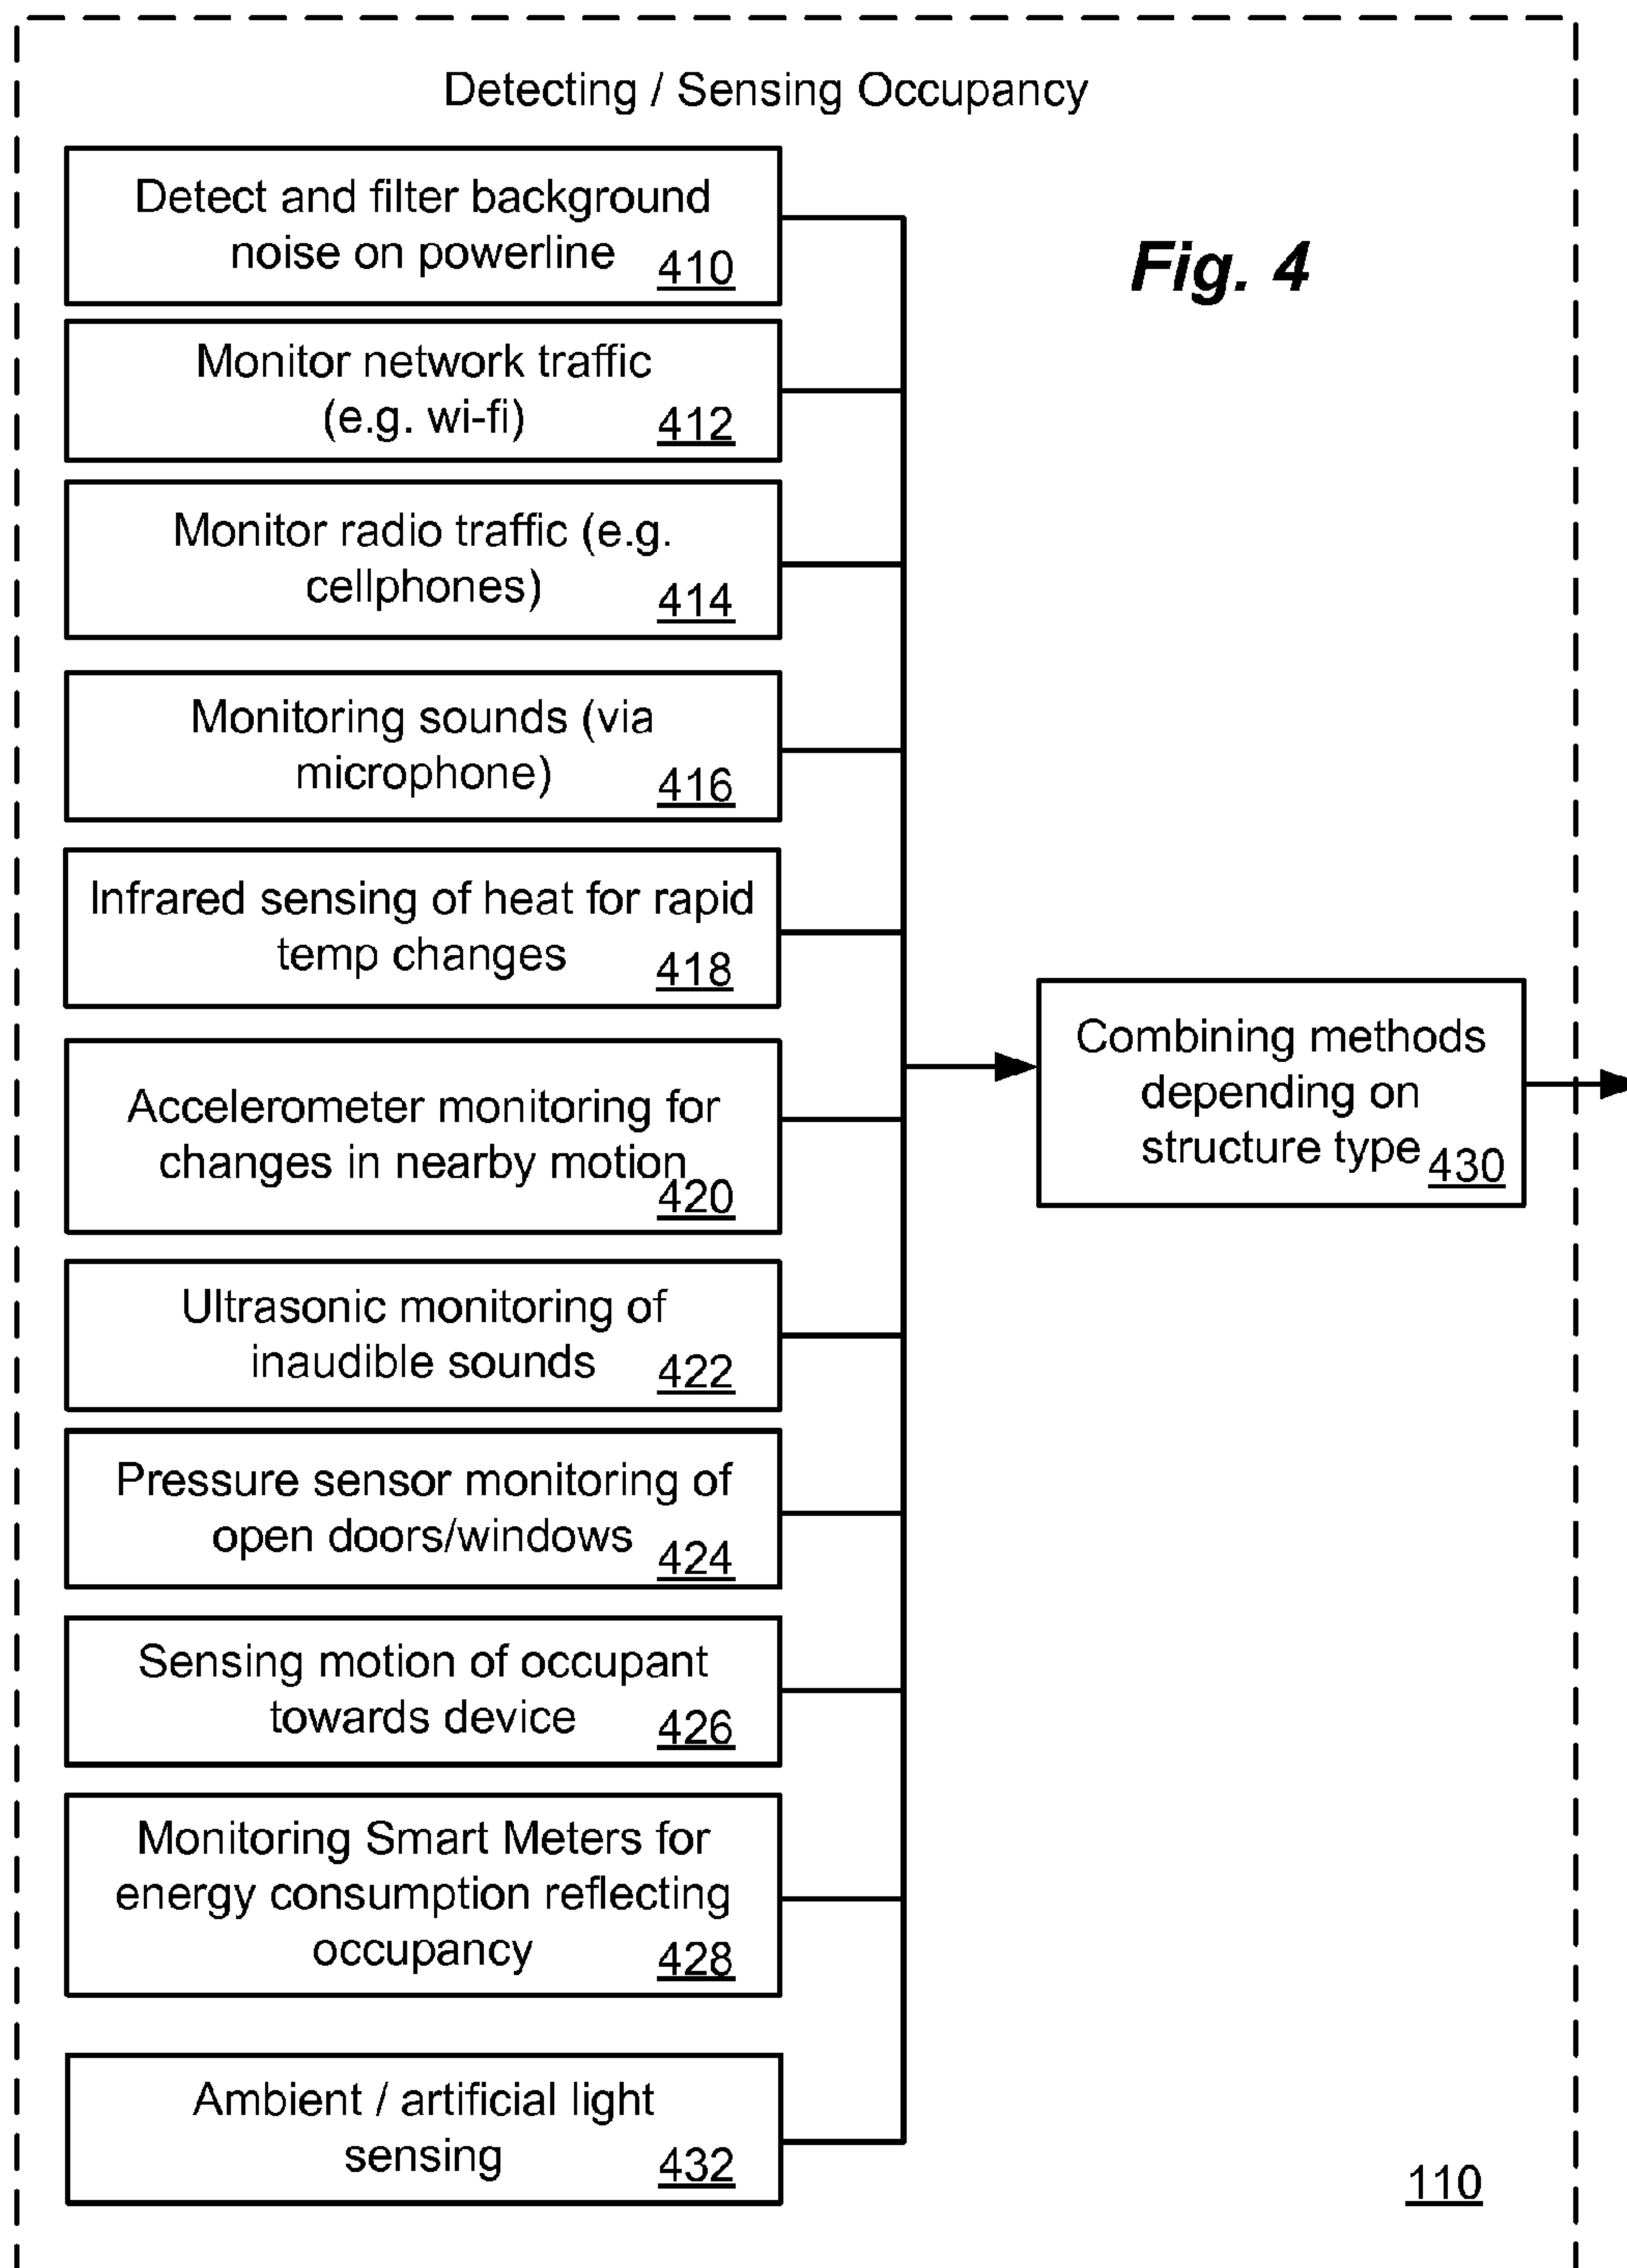 Detecting / Sensing Occupancy
Detect and filter background
noise on powerline 410
Fig. 4
Monitor network traffic
(e.g. wi-fi) 412
Monitor radio traffic (e.g.
cellphones) 414
Monitoring sounds (via
microphone) 416
Infrared sensing of heat for rapid
temp changes 418
Accelerometer monitoring for
changes in nearby motion
420
Ultrasonic monitoring of
inaudible sounds 422
Pressure sensor monitoring of
open doors/windows 424
Sensing motion of occupant
towards device 426
Monitoring Smart Meters for
energy consumption reflecting
occupancy 428
Ambient / artificial light
sensing 432
Combining methods
depending on
structure type 430
110